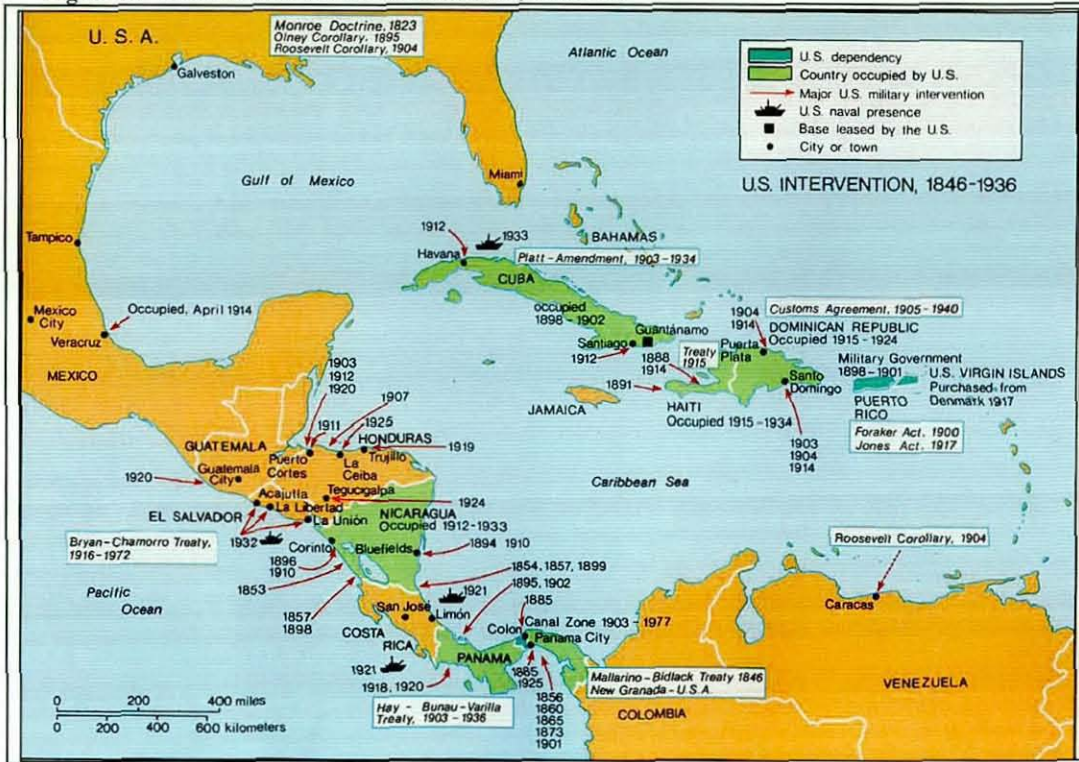 U. S. A.
Monroe Doctrine, 1823
Olney Corollary, 1895
Roosevelt Corollary, 1904
Atlantic Ocean
U.S. dependency
Country occupied by U.S.
Major U.S. military intervention
U.S. naval presence
Base leased by the U.S.
City or town
U.S. INTERVENTION, 1846-1936
Galveston
Gulf of Mexico
Miami
Tampico
1912
1933
BAHAMAS
Havana
Platt-Amendment, 1903-1934
CUBA
Mexico
City
Occupied, April 1914
Veracruz
MEXICO
occupied
1898-1902
Guantánamo
Santiago
1912
1888
1914
Treaty
1915
1904
1914
Customs Agreement, 1905-1940
DOMINICAN REPUBLIC
Occupied 1915-1924
Puerta
Plata
Santo
Domingo
Military Government
1898-1901
U.S. VIRGIN ISLANDS
Purchased from
Denmark 1917
PUERTO
RICO
Foraker Act, 1900
Jones Act, 1917
1891
JAMAICA
HAITI
Occupied 1915-1934
1903
1904
1914
1903
1912
1920
1907
1911
1925
HONDURAS
1919
GUATEMALA
Puerto
Cortes
La
Ceiba
Trujillo
Guatemala
City
1920
Tegucigalpa
1924
Acajutla
La Libertad
EL SALVADOR
La Unión
NICARAGUA
Occupied 1912-1933
Caribbean Sea
Bryan-Chamorro Treaty,
1916-1972
1932
Corinto
Bluefields
1894 1910
1896
1910
1853
1854, 1857, 1899
1895, 1902
1921
1885
Roosevelt Corollary, 1904
Caracas
Pacific
Ocean
1857
1898
San José
Limón
COSTA
RICA
Colon
Canal Zone 1903-1977
Panama City
PANAMA
1921
1918, 1920
1885
1925
1856
1860
1865
1873
1901
Mallarino-Bidlack Treaty 1846
New Granada-U.S.A.
Hay-Bunau-Varilla
Treaty, 1903-1936
COLOMBIA
VENEZUELA
0 200 400 miles
0 200 400 600 kilometers